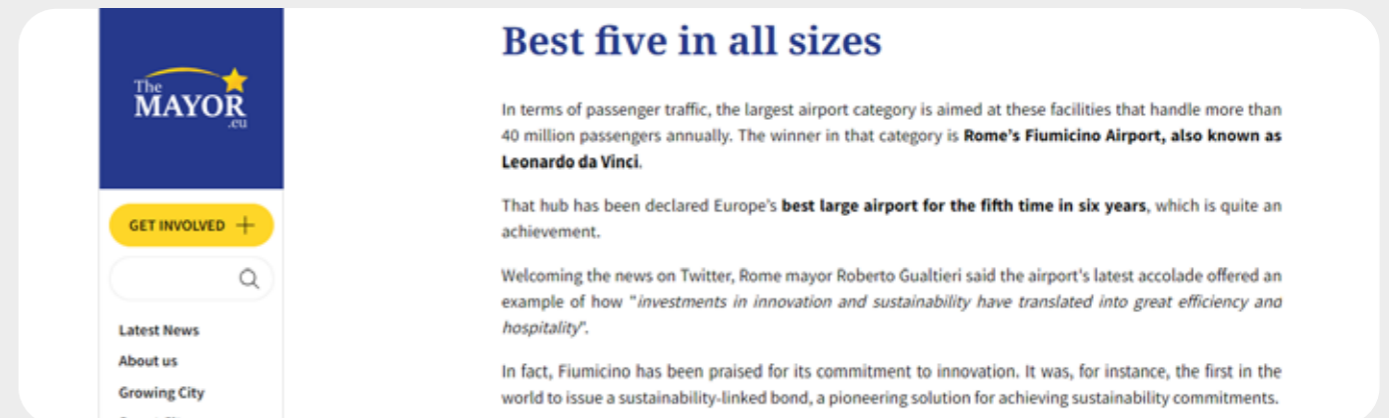 The
MAYOR
.eu
GET INVOLVED +
Latest News
About us
Growing City
Best five in all sizes
In terms of passenger traffic, the largest airport category is aimed at these facilities that handle more than
40 million passengers annually. The winner in that category is Rome's Fiumicino Airport, also known as
Leonardo da Vinci.
That hub has been declared Europe's best large airport for the fifth time in six years, which is quite an
achievement.
Welcoming the news on Twitter, Rome mayor Roberto Gualtieri said the airport's latest accolade offered an
example of how "investments in innovation and sustainability have translated into great efficiency and
hospitality".
In fact, Fiumicino has been praised for its commitment to innovation. It was, for instance, the first in the
world to issue a sustainability-linked bond, a pioneering solution for achieving sustainability commitments.